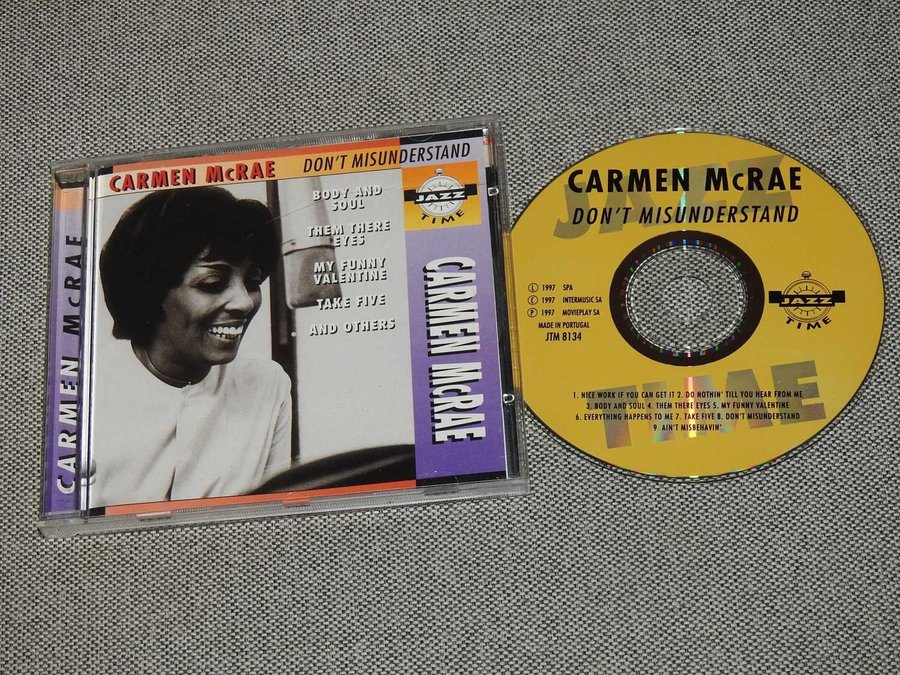 CARMEN McRAE
CARMEN McRAE
DON'T MISUNDERSTAND
BODY AND
SOUL
THEM THERE
EYES
MY FUNNY
VALENTINE
TAKE FIVE
AND OTHERS
JAZZ
TIME
CARMEN McRAE
JAZZ
CARMEN McRAE
DON'T MISUNDERSTAND
Ⓛ 1997 SPA
© 1997 INTERMUSIC SA
℗ 1997 MOVIEPLAY SA
MADE IN PORTUGAL
JTM 8134
JAZZ
TIME
TIME
1. NICE WORK IF YOU CAN GET IT 2. DO NOTHIN' TILL YOU HEAR FROM ME
3. BODY AND SOUL 4. THEM THERE EYES 5. MY FUNNY VALENTINE
6. EVERYTHING HAPPENS TO ME 7. TAKE FIVE 8. DON'T MISUNDERSTAND
9. AIN'T MISBEHAVIN'